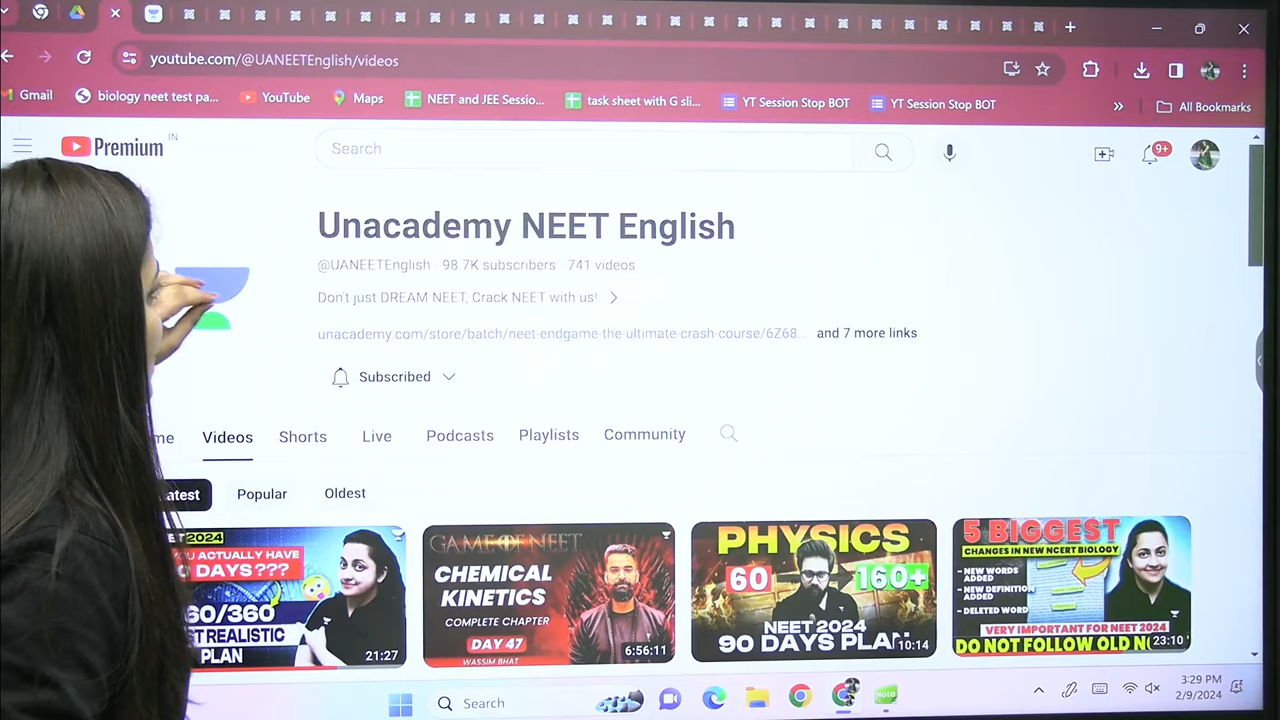 youtube.com/@UANEETEnglish/videos
Gmail
biology neet test pa...
YouTube
Maps
NEET and JEE Sessio...
task sheet with G sli...
YT Session Stop BOT
YT Session Stop BOT
»
All Bookmarks
Premium IN
Search
9+
Unacademy NEET English
@UANEETEnglish · 98.7K subscribers · 741 videos
Don't just DREAM NEET, Crack NEET with us!
unacademy.com/store/batch/neet-endgame-the-ultimate-crash-course/6Z68... and 7 more links
Subscribed
Videos
Shorts
Live
Podcasts
Playlists
Community
Popular
Oldest
2024
ACTUALLY HAVE
DAYS???
/360
REALISTIC
PLAN
21:27
GAME OF NEET
CHEMICAL
KINETICS
COMPLETE CHAPTER
DAY 47
WASSIM BHAT
6:56:11
PHYSICS
60
160+
NEET 2024
90 DAYS PLAN
10:14
5 BIGGEST
CHANGES IN NEW NCERT BIOLOGY
- NEW WORDS
ADDED
- NEW DEFINITION
ADDED
- DELETED WORD
VERY IMPORTANT FOR NEET 2024
DO NOT FOLLOW OLD
23:10
Search
Note
3:29 PM
2/9/2024